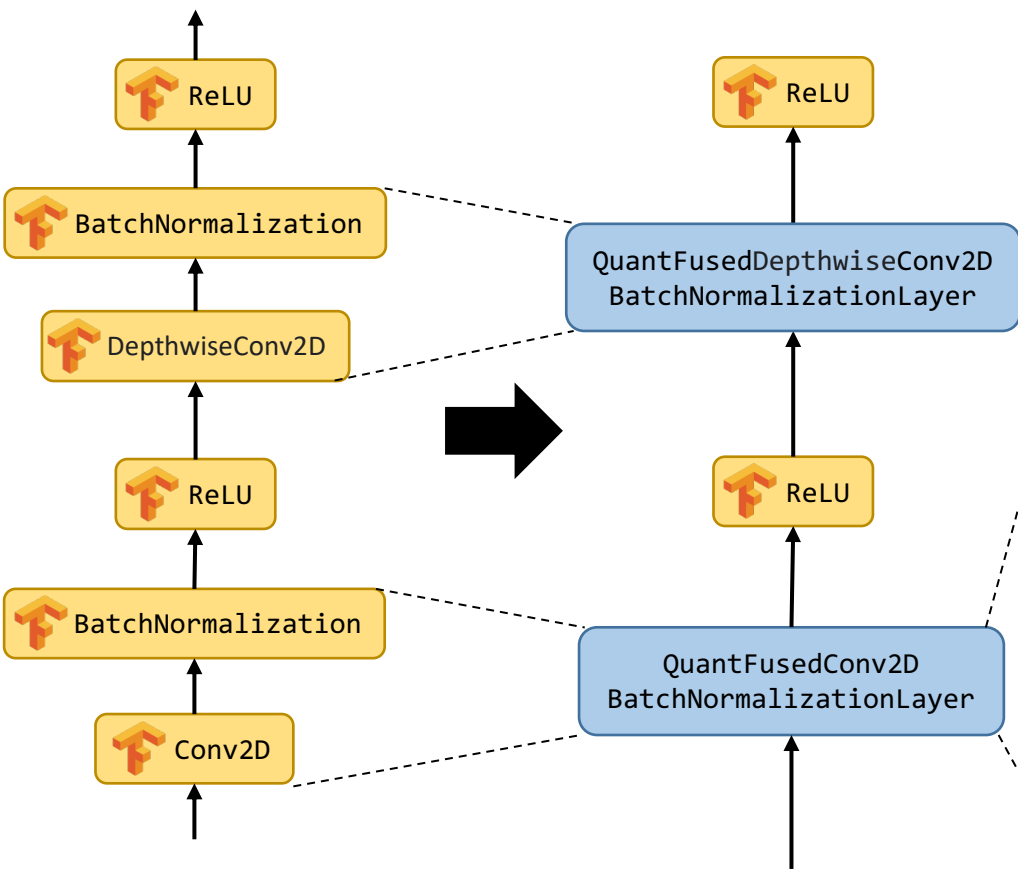 ReLU
BatchNormalization
DepthwiseConv2D
ReLU
BatchNormalization
Conv2D
ReLU
QuantFusedDepthwiseConv2D
BatchNormalizationLayer
ReLU
QuantFusedConv2D
BatchNormalizationLayer